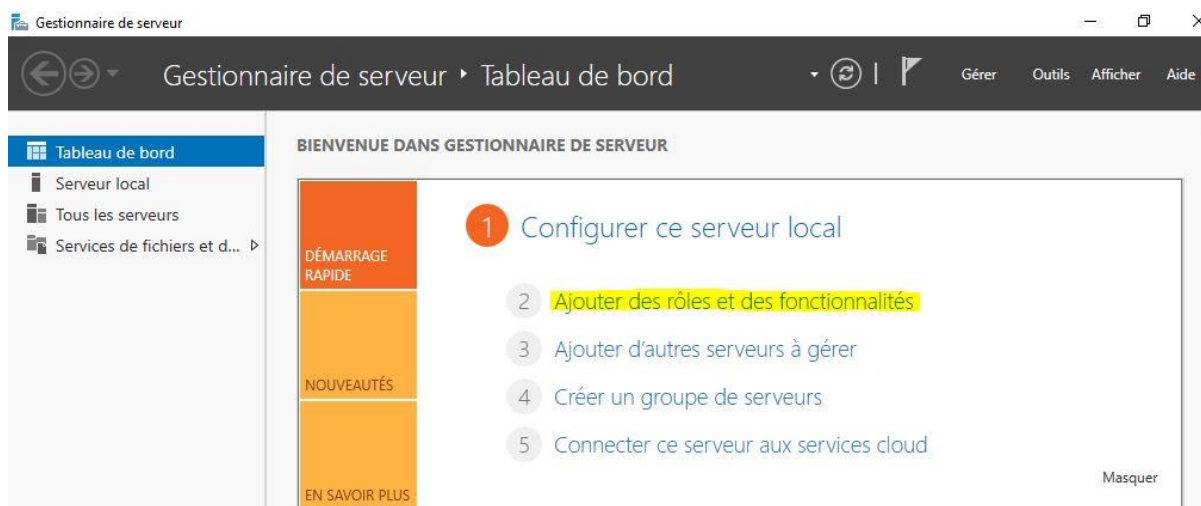 Gestionnaire de serveur
Gestionnaire de serveur Tableau de bord
Gérer Outils Afficher Aide
Tableau de bord
Serveur local
Tous les serveurs
Services de fichiers et d...
BIENVENUE DANS GESTIONNAIRE DE SERVEUR
DÉMARRAGE
RAPIDE
NOUVEAUTÉS
EN SAVOIR PLUS
1 Configurer ce serveur local
2 Ajouter des rôles et des fonctionnalités
3 Ajouter d'autres serveurs à gérer
4 Créer un groupe de serveurs
5 Connecter ce serveur aux services cloud
Masquer